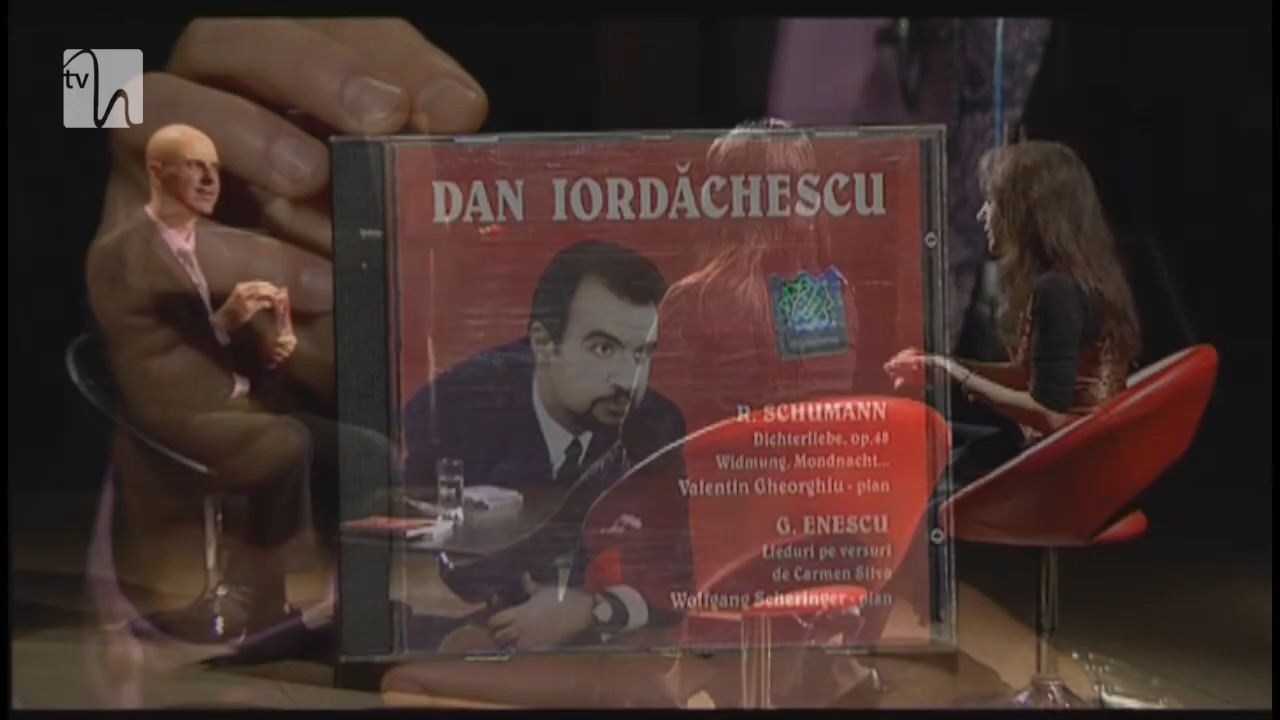 tv h
DAN IORDĂCHESCU
R. SCHUMANN
Dichterliebe, op.48
Widmung, Mondnacht...
Valentin Gheorghiu - pian
G. ENESCU
Lieduri pe versuri
de Carmen Silva
Wolfgang Scheringer - pian